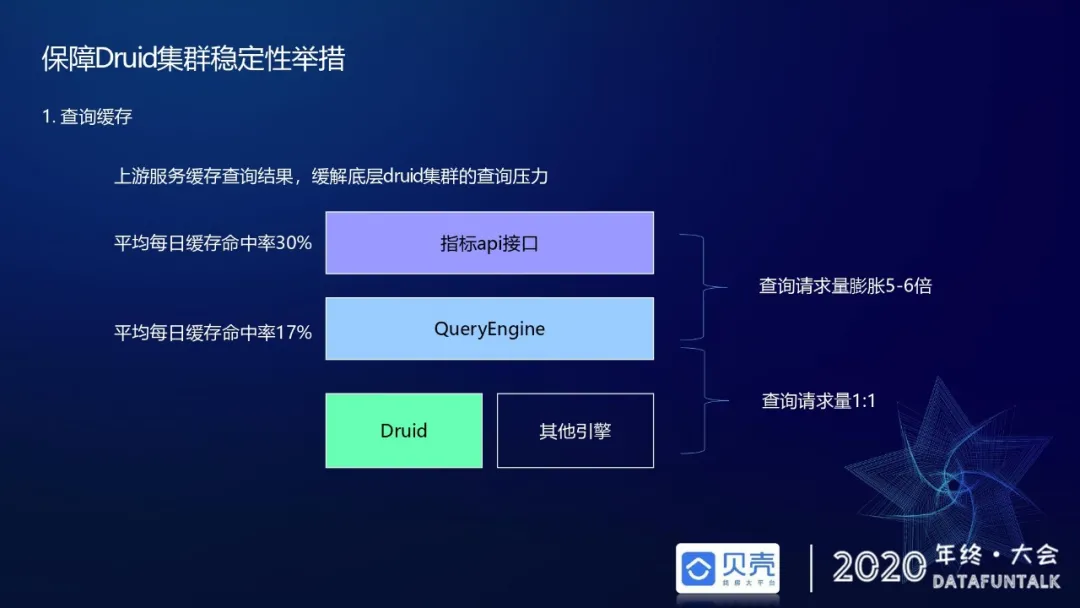 保障Druid集群稳定性举措
1. 查询缓存
上游服务缓存查询结果，缓解底层druid集群的查询压力
平均每日缓存命中率30%
指标api接口
查询请求量膨胀5-6倍
平均每日缓存命中率17%
QueryEngine
查询请求量1:1
Druid
其他引擎
贝壳
找房大平台
2020
年终·大会
DATAFUNTALK